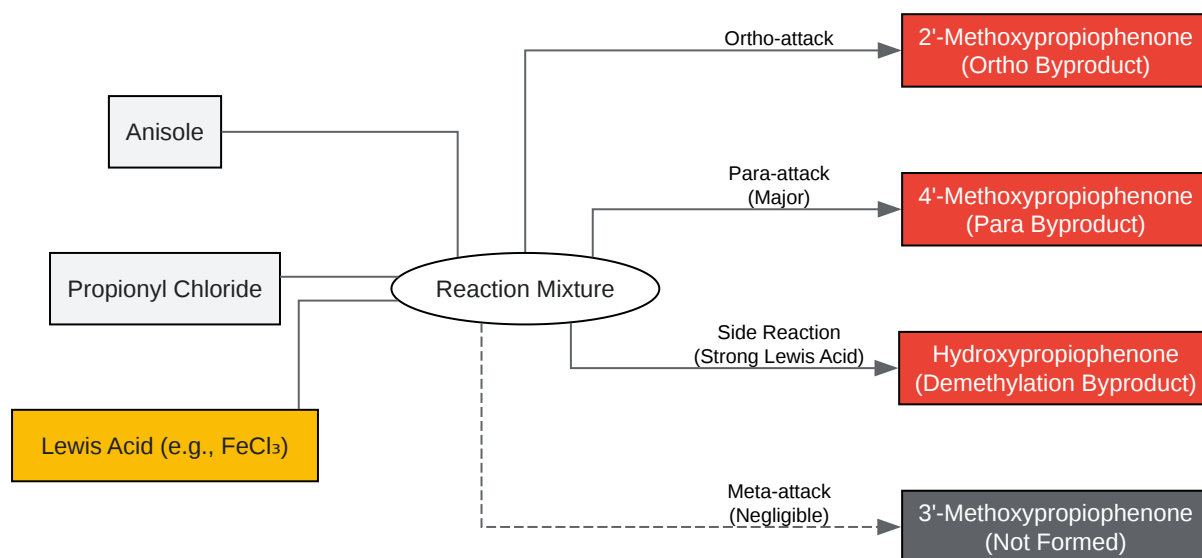 Ortho-attack
2'-Methoxypropiophenone
(Ortho Byproduct)
Anisole
Para-attack
(Major)
4'-Methoxypropiophenone
(Para Byproduct)
Propionyl Chloride
Reaction Mixture
Side Reaction
(Strong Lewis Acid)
Hydroxypropiophenone
(Demethylation Byproduct)
Lewis Acid (e.g., FeCl₃)
Meta-attack
(Negligible)
3'-Methoxypropiophenone
(Not Formed)